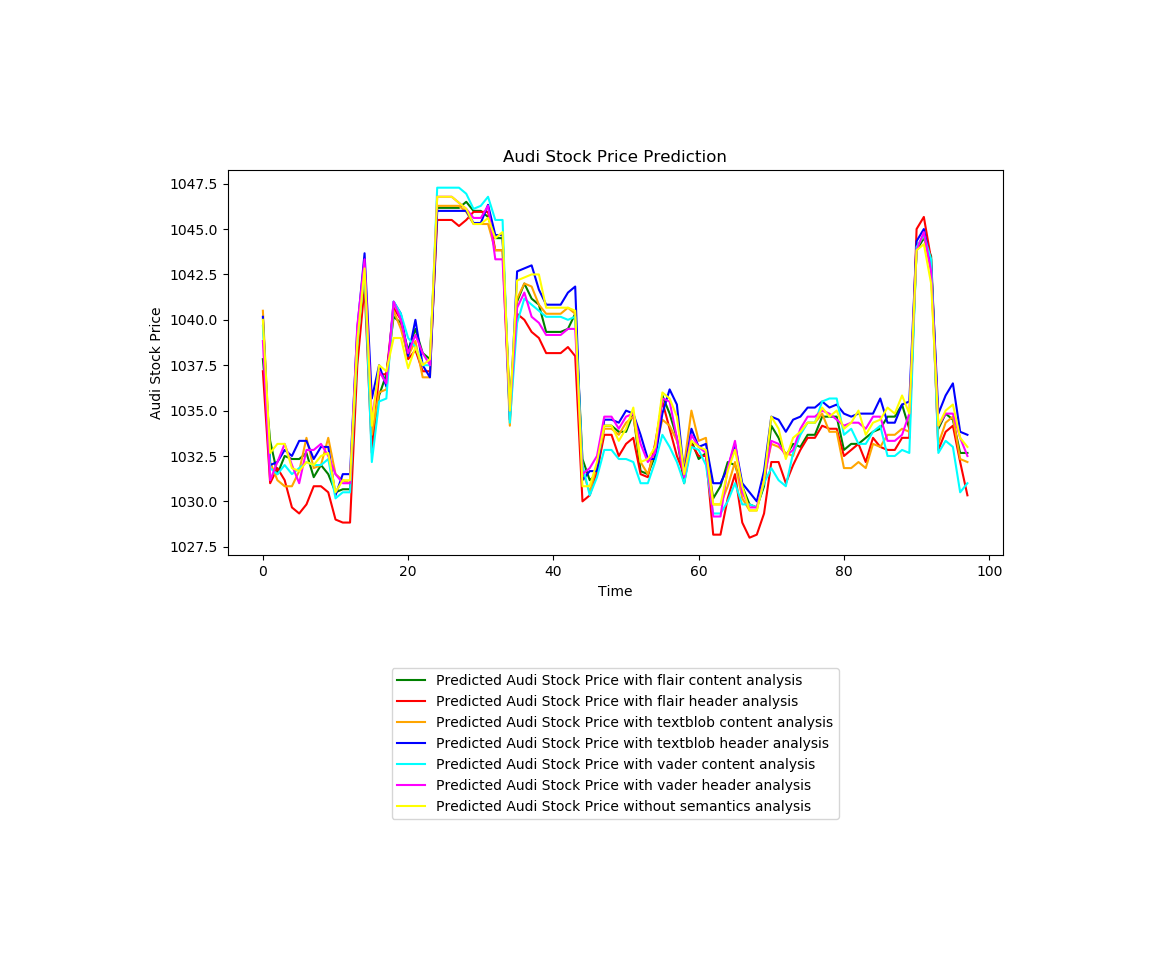 Audi Stock Price Prediction
1047.5
1045.0
1042.5
1040.0
1037.5
1035.0
1032.5
1030.0
1027.5
Audi Stock Price
0 20 40 60 80 100
Time
Predicted Audi Stock Price with flair content analysis
Predicted Audi Stock Price with flair header analysis
Predicted Audi Stock Price with textblob content analysis
Predicted Audi Stock Price with textblob header analysis
Predicted Audi Stock Price with vader content analysis
Predicted Audi Stock Price with vader header analysis
Predicted Audi Stock Price without semantics analysis